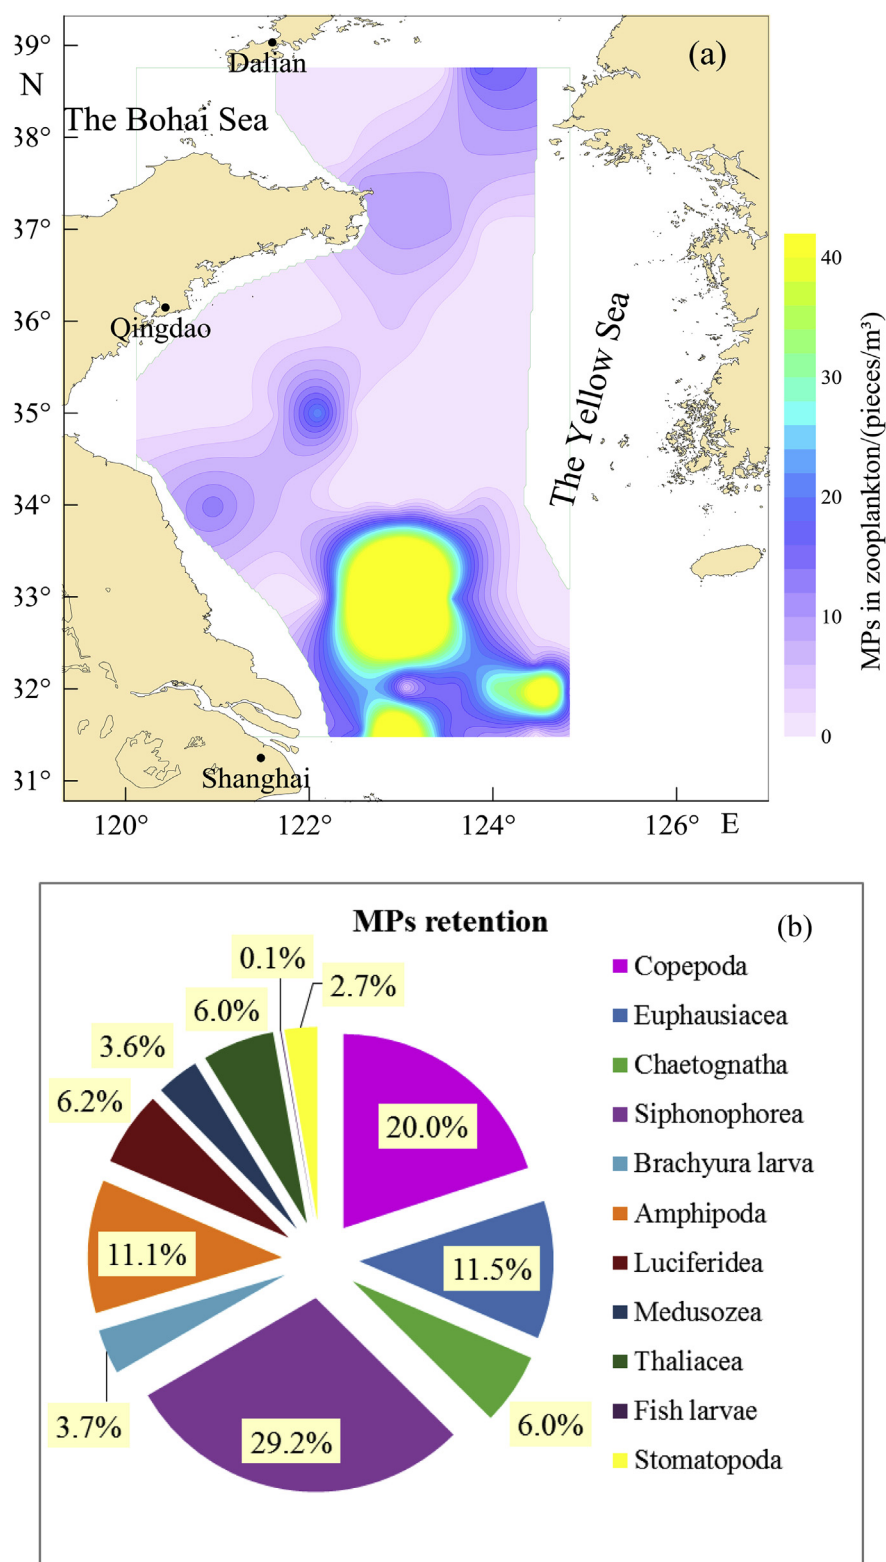 39°
(a)
Dalian
N
The Bohai Sea
38°
37°
40
36°
Qingdao
The Yellow Sea
30
35°
MPs in zooplankton/(pieces/m³)
20
34°
33°
10
32°
0
31°
Shanghai
120°
122°
124°
126°
E
MPs retention
(b)
0.1%
2.7%
6.0%
3.6%
6.2%
20.0%
11.1%
11.5%
3.7%
29.2%
6.0%
Copepoda
Euphausiacea
Chaetognatha
Siphonophorea
Brachyura larva
Amphipoda
Luciferidea
Medusozea
Thaliacea
Fish larvae
Stomatopoda